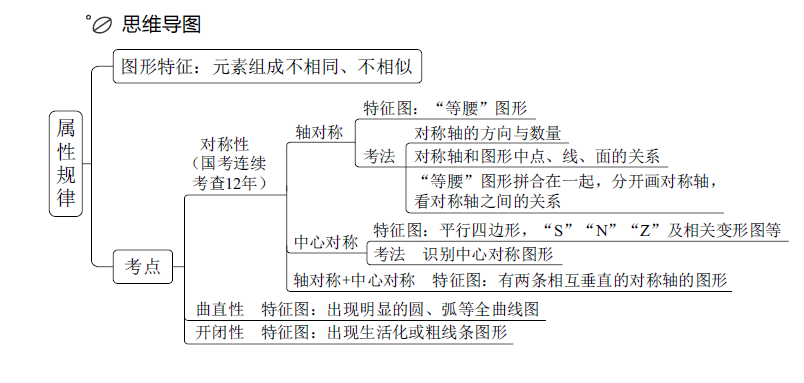 思维导图
图形特征：元素组成不相同、不相似
属性规律
考点
对称性
（国考连续
考查12年）
轴对称
特征图：“等腰”图形
考法
对称轴的方向与数量
对称轴和图形中点、线、面的关系
“等腰”图形拼合在一起，分开画对称轴，
看对称轴之间的关系
中心对称
特征图：平行四边形，“S”“N”“Z”及相关变形图等
考法 识别中心对称图形
轴对称+中心对称 特征图：有两条相互垂直的对称轴的图形
曲直性 特征图：出现明显的圆、弧等全曲线图
开闭性 特征图：出现生活化或粗线条图形